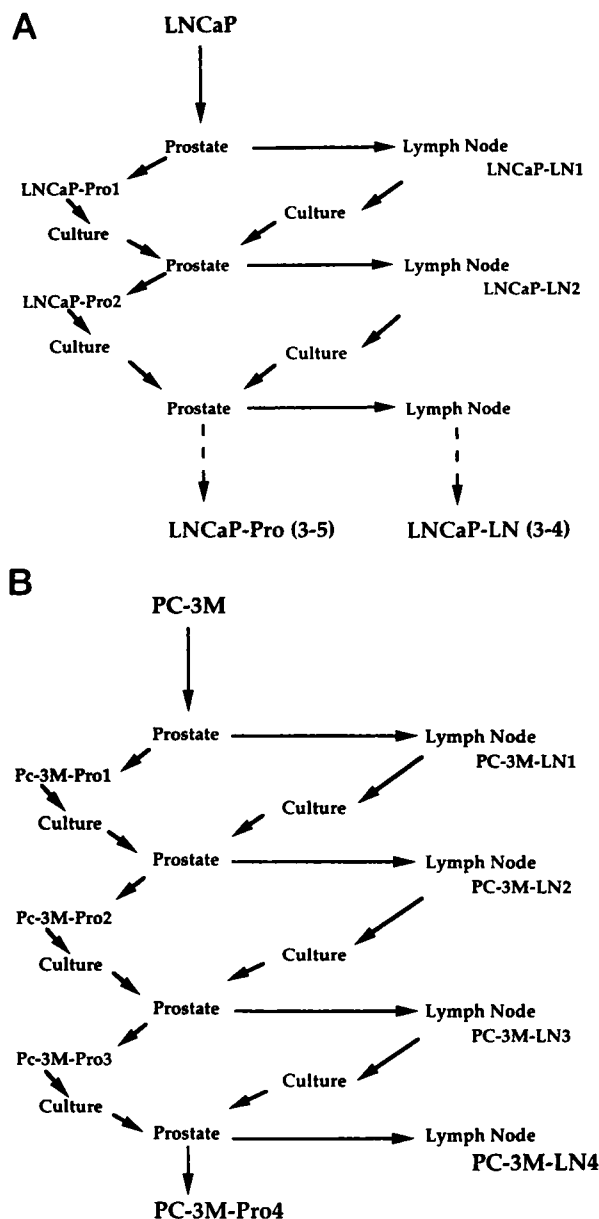 A
LNCaP
Prostate
Lymph Node
LNCaP-LN1
LNCaP-Pro1
Culture
Culture
Prostate
Lymph Node
LNCaP-LN2
LNCaP-Pro2
Culture
Culture
Prostate
Lymph Node
LNCaP-Pro (3-5)
LNCaP-LN (3-4)
B
PC-3M
Prostate
Lymph Node
PC-3M-LN1
Pc-3M-Pro1
Culture
Culture
Prostate
Lymph Node
PC-3M-LN2
Pc-3M-Pro2
Culture
Culture
Prostate
Lymph Node
PC-3M-LN3
Pc-3M-Pro3
Culture
Culture
Prostate
Lymph Node
PC-3M-LN4
PC-3M-Pro4